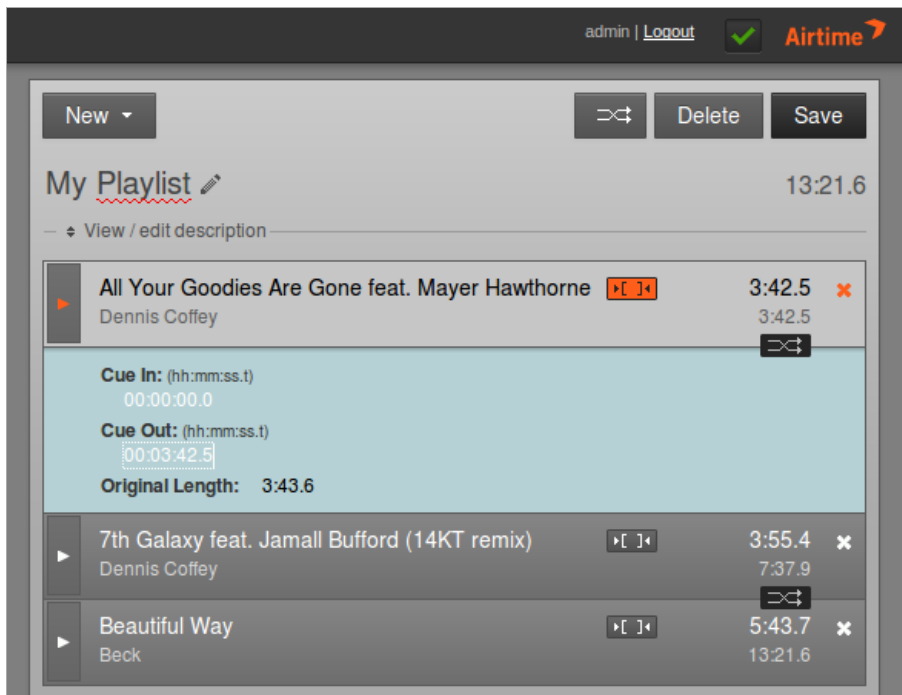 admin | Logout
Airtime
New
Delete
Save
My Playlist
13:21.6
View / edit description
All Your Goodies Are Gone feat. Mayer Hawthorne
3:42.5
Dennis Coffey
3:42.5
Cue In: (hh:mm:ss.t)
00:00:00.0
Cue Out: (hh:mm:ss.t)
00:03:42.5
Original Length: 3:43.6
7th Galaxy feat. Jamall Bufford (14KT remix)
3:55.4
Dennis Coffey
7:37.9
Beautiful Way
5:43.7
Beck
13:21.6